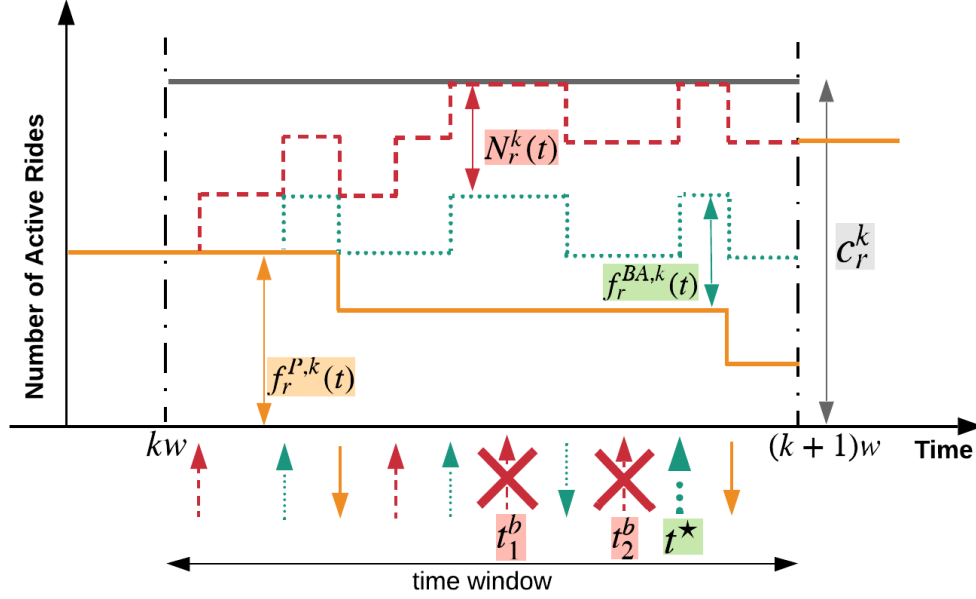 Number of Active Rides
N_r^k(t)
c_r^k
f_r^{BA,k}(t)
f_r^{P,k}(t)
kw
(k + 1)w
Time
t_1^b
t_2^b
t^★
time window